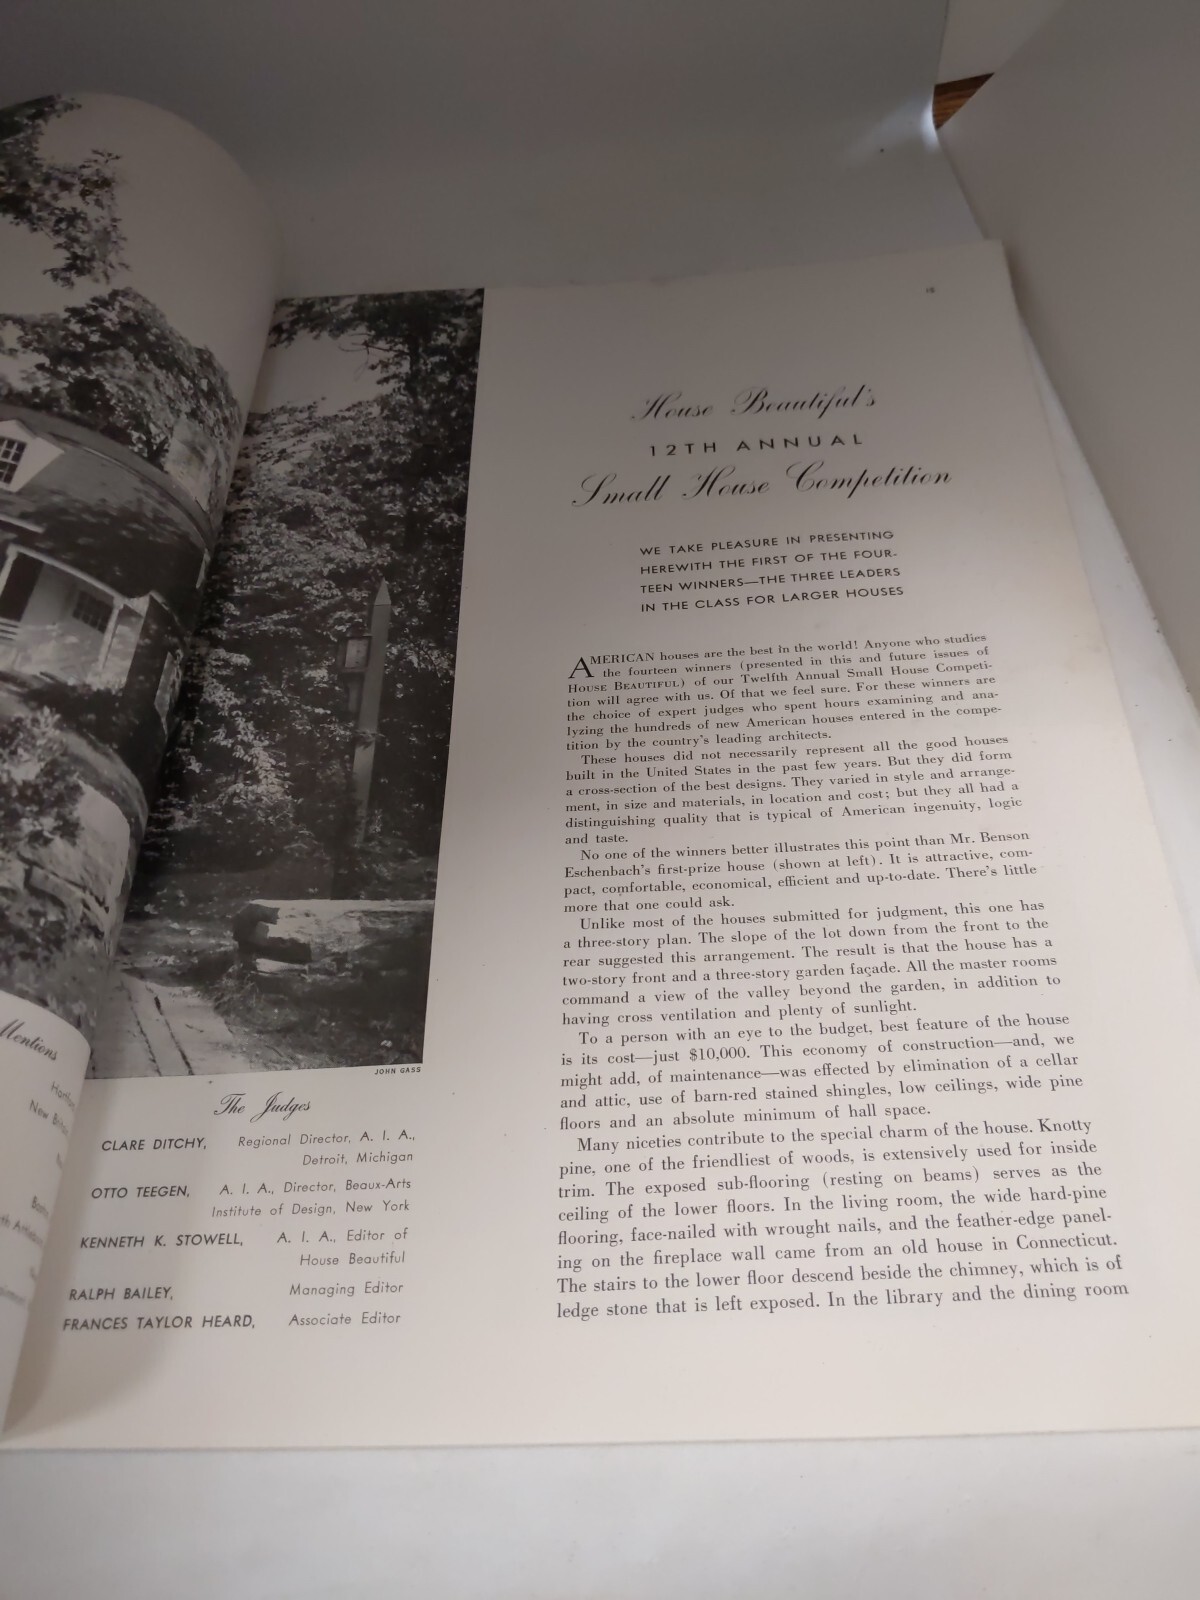 House Beautiful's
12TH ANNUAL
Small House Competition
WE TAKE PLEASURE IN PRESENTING
HEREWITH THE FIRST OF THE FOUR-
TEEN WINNERS—THE THREE LEADERS
IN THE CLASS FOR LARGER HOUSES
AMERICAN houses are the best in the world! Anyone who studies
the fourteen winners (presented in this and future issues of
HOUSE BEAUTIFUL) of our Twelfth Annual Small House Competi-
tion will agree with us. Of that we feel sure. For these winners are
the choice of expert judges who spent hours examining and ana-
lyzing the hundreds of new American houses entered in the compe-
tition by the country's leading architects.
These houses did not necessarily represent all the good houses
built in the United States in the past few years. But they did form
a cross-section of the best designs. They varied in style and arrange-
ment, in size and materials, in location and cost; but they all had a
distinguishing quality that is typical of American ingenuity, logic
and taste.
No one of the winners better illustrates this point than Mr. Benson
Eschenbach's first-prize house (shown at left). It is attractive, com-
pact, comfortable, economical, efficient and up-to-date. There's little
more that one could ask.
Unlike most of the houses submitted for judgment, this one has
a three-story plan. The slope of the lot down from the front to the
rear suggested this arrangement. The result is that the house has a
two-story front and a three-story garden façade. All the master rooms
command a view of the valley beyond the garden, in addition to
having cross ventilation and plenty of sunlight.
To a person with an eye to the budget, best feature of the house
is its cost—just $10,000. This economy of construction—and, we
might add, of maintenance—was effected by elimination of a cellar
and attic, use of barn-red stained shingles, low ceilings, wide pine
floors and an absolute minimum of hall space.
Many niceties contribute to the special charm of the house. Knotty
pine, one of the friendliest of woods, is extensively used for inside
trim. The exposed sub-flooring (resting on beams) serves as the
ceiling of the lower floors. In the living room, the wide hard-pine
flooring, face-nailed with wrought nails, and the feather-edge panel-
ing on the fireplace wall came from an old house in Connecticut.
The stairs to the lower floor descend beside the chimney, which is of
ledge stone that is left exposed. In the library and the dining room
JOHN GASS
The Judges
CLARE DITCHY, Regional Director, A. I. A.,
Detroit, Michigan
OTTO TEEGEN, A. I. A., Director, Beaux-Arts
Institute of Design, New York
KENNETH K. STOWELL, A. I. A., Editor of
House Beautiful
RALPH BAILEY, Managing Editor
FRANCES TAYLOR HEARD, Associate Editor
Mentions
New